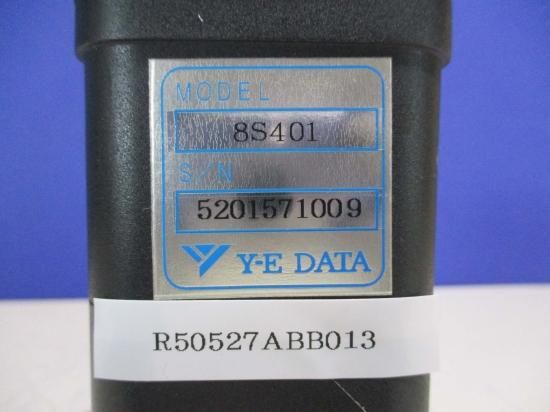 MODEL
8S401
S/N
5201571009
Y-E DATA
R50527ABB013